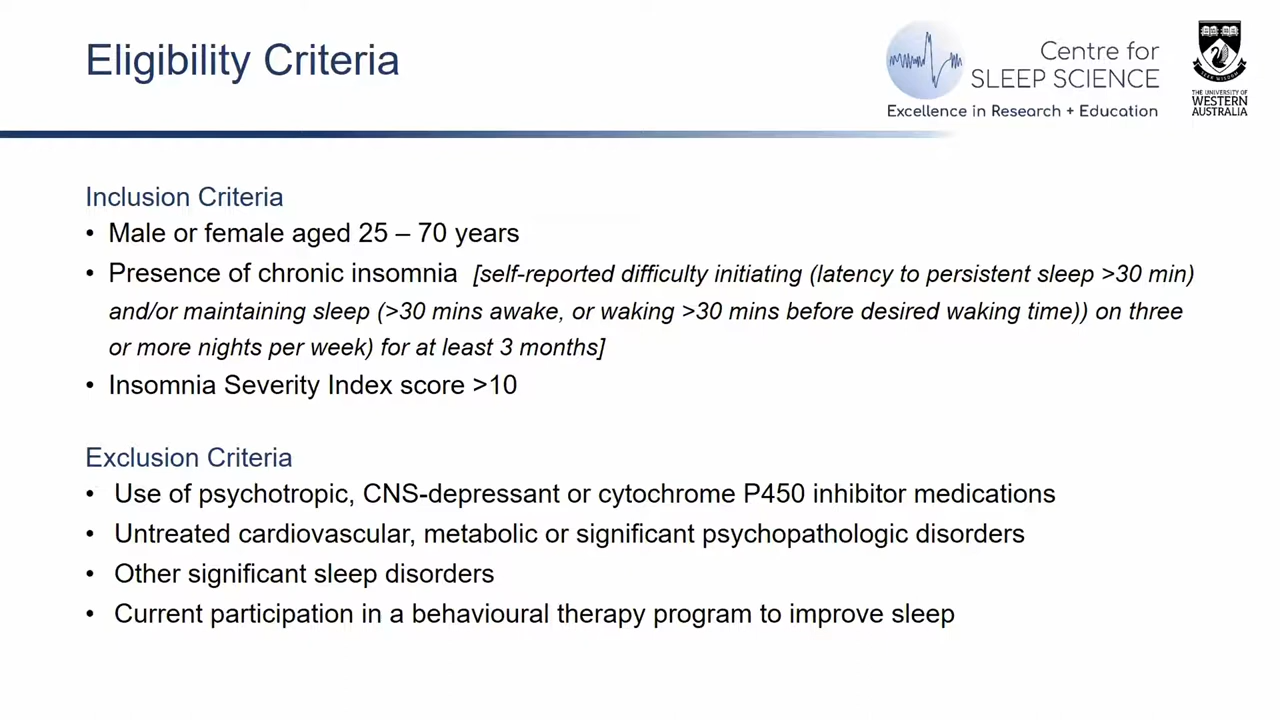 Eligibility Criteria
Centre for
SLEEP SCIENCE
Excellence in Research + Education
THE UNIVERSITY OF
WESTERN
AUSTRALIA
Inclusion Criteria
• Male or female aged 25 – 70 years
• Presence of chronic insomnia [self-reported difficulty initiating (latency to persistent sleep >30 min)
and/or maintaining sleep (>30 mins awake, or waking >30 mins before desired waking time)) on three
or more nights per week) for at least 3 months]
• Insomnia Severity Index score >10
Exclusion Criteria
• Use of psychotropic, CNS-depressant or cytochrome P450 inhibitor medications
• Untreated cardiovascular, metabolic or significant psychopathologic disorders
• Other significant sleep disorders
• Current participation in a behavioural therapy program to improve sleep